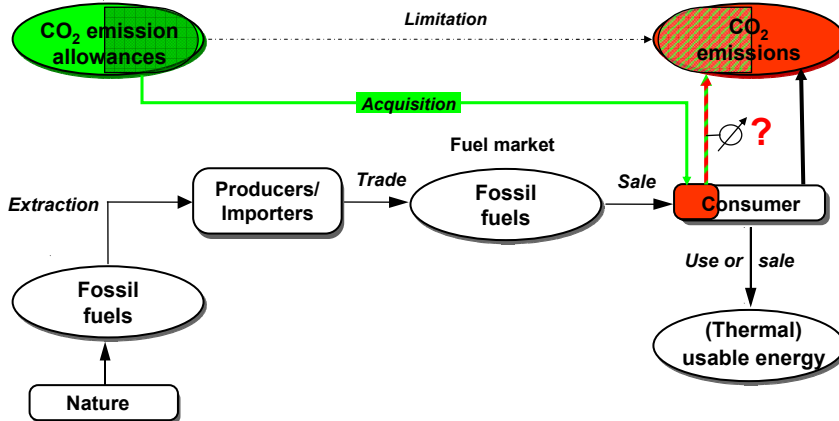 CO2 emission
allowances
Limitation
CO2
emissions
Acquisition
?
Fuel market
Extraction
Producers/
Importers
Trade
Fossil
fuels
Sale
Consumer
Use or sale
Fossil
fuels
(Thermal)
usable energy
Nature